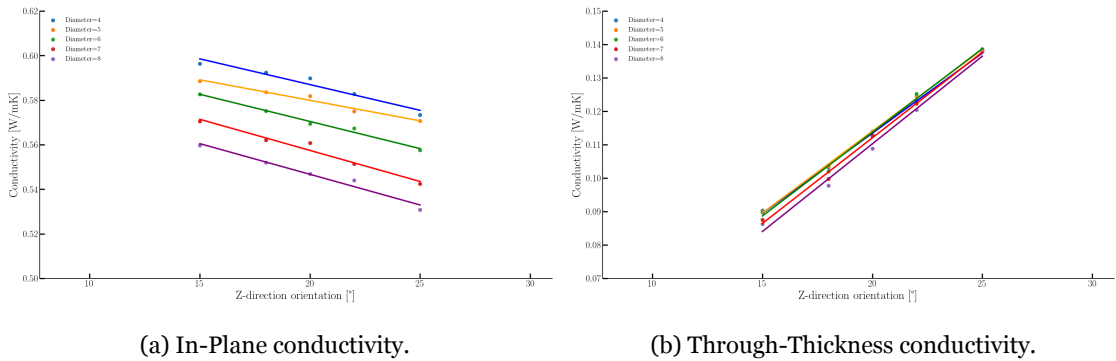 0.62
Diameter=4
Diameter=5
Diameter=6
Diameter=7
Diameter=8
0.60
0.58
0.56
0.54
0.52
0.50
Conductivity [W/mK]
10
15
20
25
30
Z-direction orientation [°]
(a) In-Plane conductivity.
0.15
Diameter=4
Diameter=5
Diameter=6
Diameter=7
Diameter=8
0.14
0.13
0.12
0.11
0.10
0.09
0.08
0.07
Conductivity [W/mK]
10
15
20
25
30
Z-direction orientation [°]
(b) Through-Thickness conductivity.